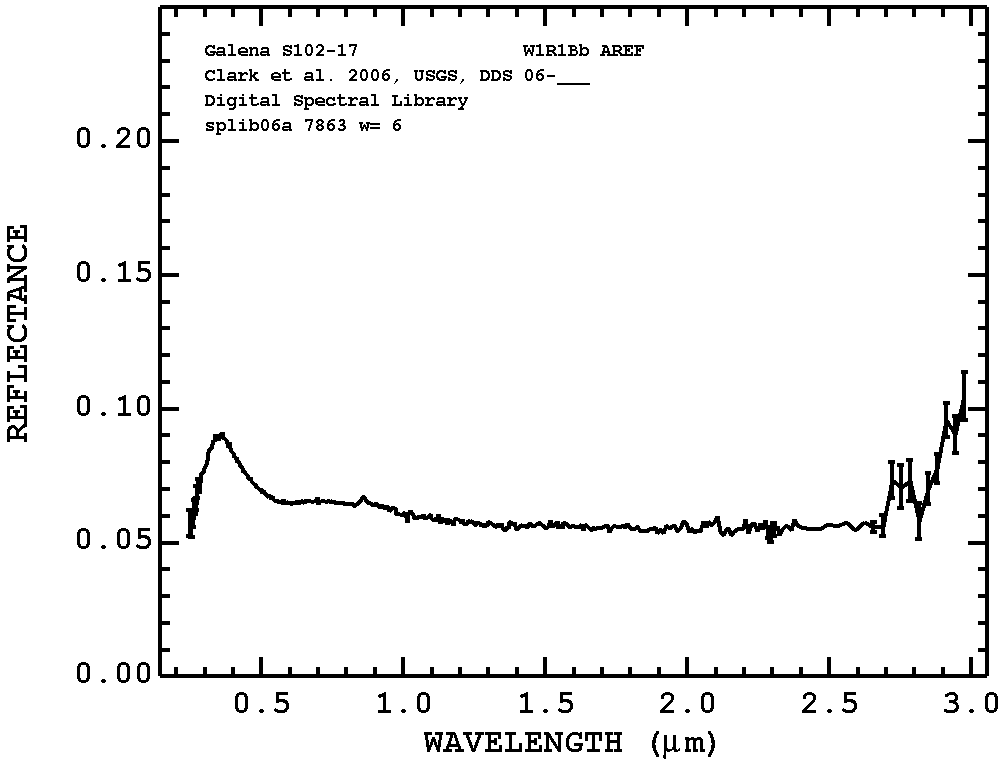 Galena S102-17 W1R1Bb AREF
Clark et al. 2006, USGS, DDS 06-___
Digital Spectral Library
splib06a 7863 w= 6
0.20
0.15
0.10
0.05
0.00
REFLECTANCE
0.5 1.0 1.5 2.0 2.5 3.0
WAVELENGTH (μm)